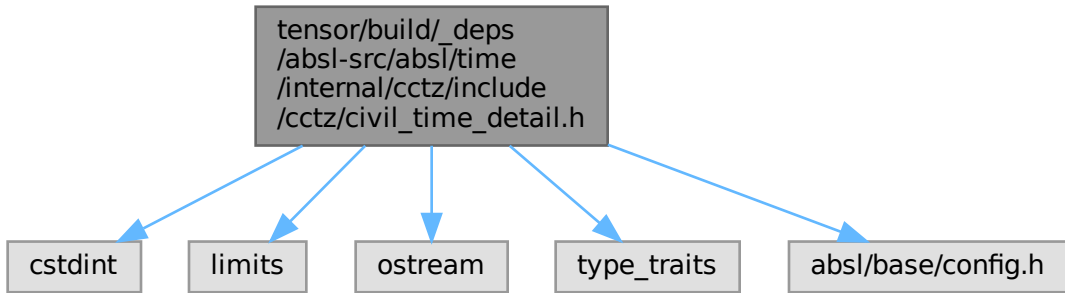 tensor/build/_deps
/absl-src/absl/time
/internal/cctz/include
/cctz/civil_time_detail.h
cstdint
limits
ostream
type_traits
absl/base/config.h